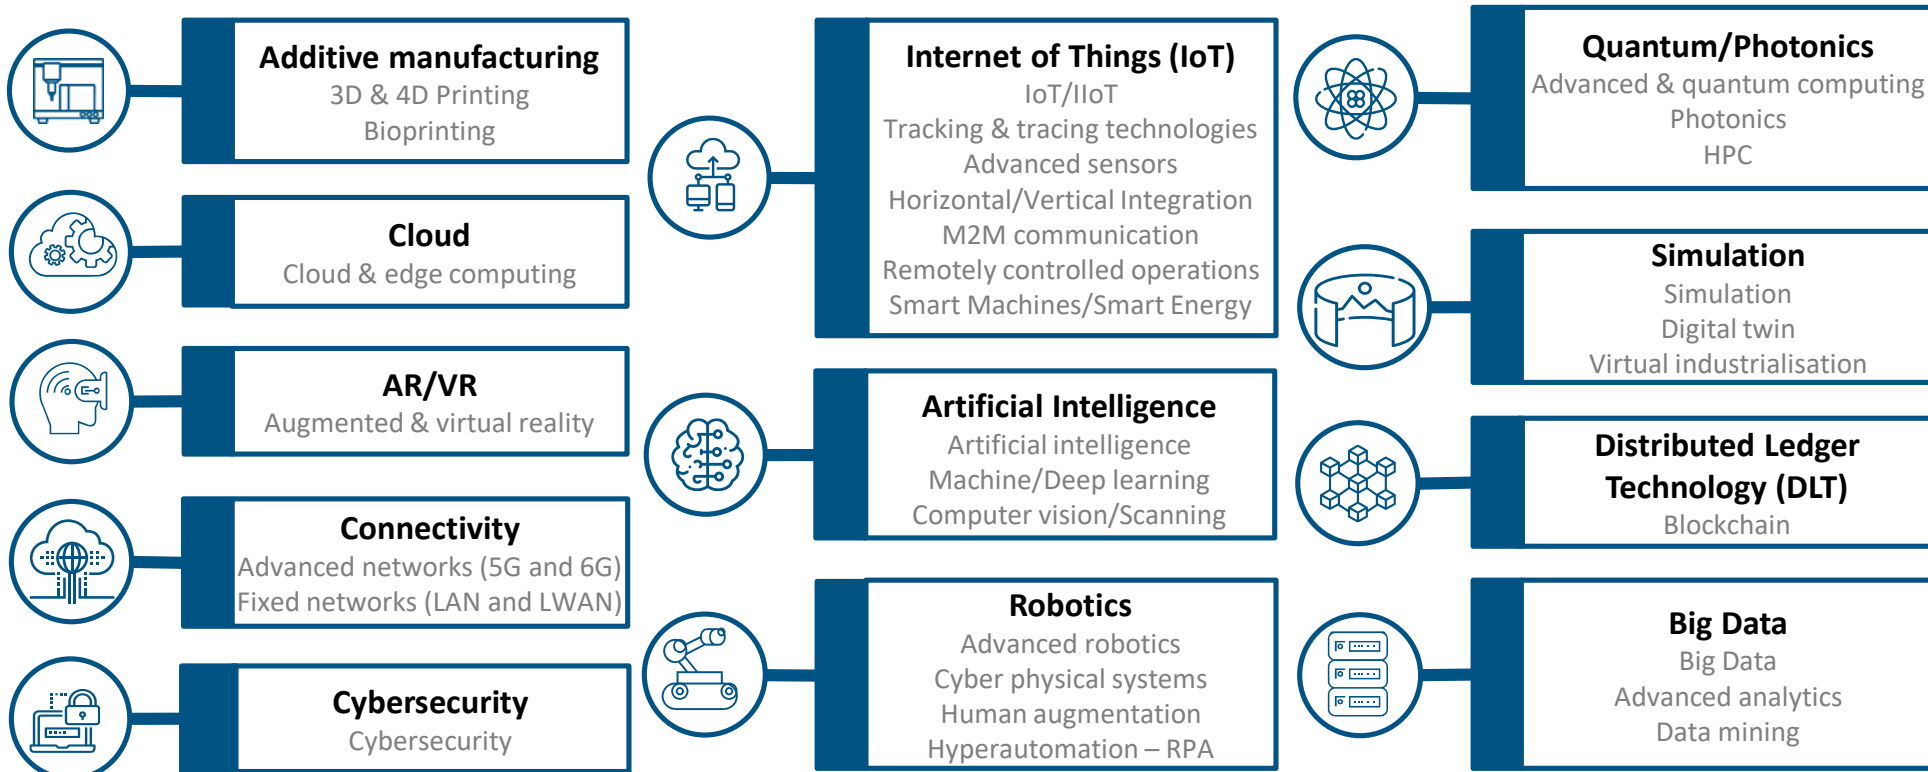 Additive manufacturing
3D & 4D Printing
Bioprinting
Cloud
Cloud & edge computing
AR/VR
Augmented & virtual reality
Connectivity
Advanced networks (5G and 6G)
Fixed networks (LAN and LWAN)
Cybersecurity
Cybersecurity
Internet of Things (IoT)
IoT/IIoT
Tracking & tracing technologies
Advanced sensors
Horizontal/Vertical Integration
M2M communication
Remotely controlled operations
Smart Machines/Smart Energy
Artificial Intelligence
Artificial intelligence
Machine/Deep learning
Computer vision/Scanning
Robotics
Advanced robotics
Cyber physical systems
Human augmentation
Hyperautomation – RPA
Quantum/Photonics
Advanced & quantum computing
Photonics
HPC
Simulation
Simulation
Digital twin
Virtual industrialisation
Distributed Ledger
Technology (DLT)
Blockchain
Big Data
Big Data
Advanced analytics
Data mining